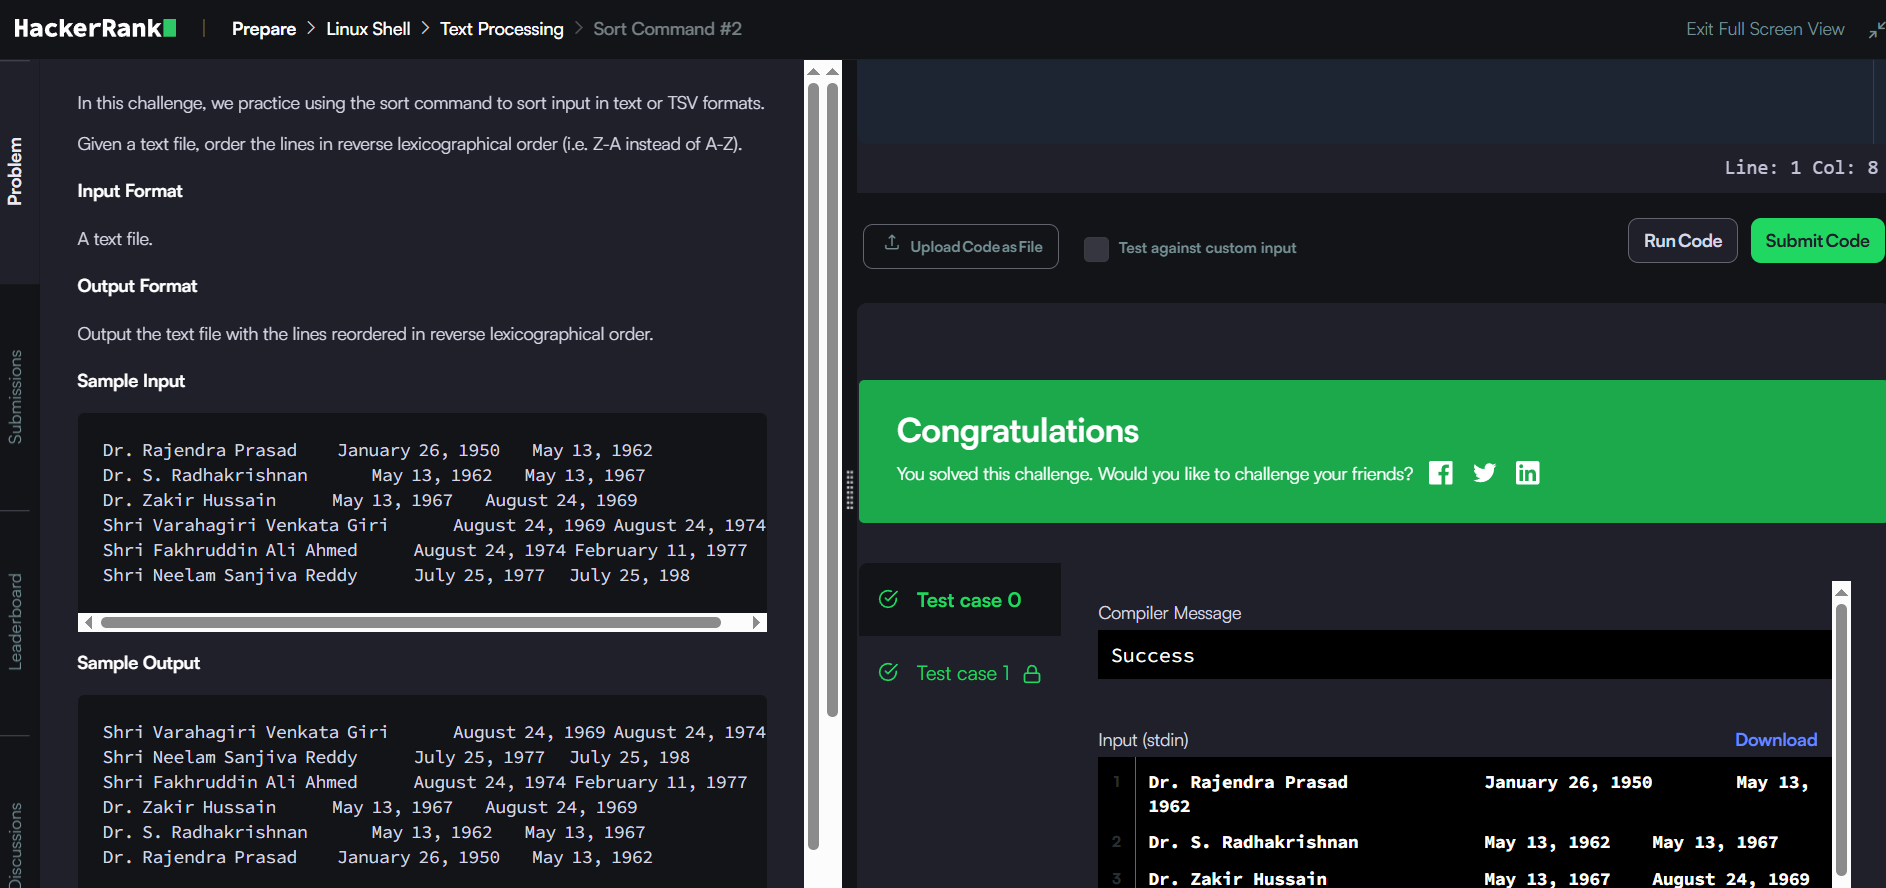 HackerRank
Prepare > Linux Shell > Text Processing > Sort Command #2
Exit Full Screen View
Problem
Submissions
Leaderboard
Discussions
In this challenge, we practice using the sort command to sort input in text or TSV formats.
Given a text file, order the lines in reverse lexicographical order (i.e. Z-A instead of A-Z).
Input Format
A text file.
Output Format
Output the text file with the lines reordered in reverse lexicographical order.
Sample Input
Dr. Rajendra Prasad January 26, 1950 May 13, 1962
Dr. S. Radhakrishnan May 13, 1962 May 13, 1967
Dr. Zakir Hussain May 13, 1967 August 24, 1969
Shri Varahagiri Venkata Giri August 24, 1969 August 24, 1974
Shri Fakhruddin Ali Ahmed August 24, 1974 February 11, 1977
Shri Neelam Sanjiva Reddy July 25, 1977 July 25, 198
Sample Output
Shri Varahagiri Venkata Giri August 24, 1969 August 24, 1974
Shri Neelam Sanjiva Reddy July 25, 1977 July 25, 198
Shri Fakhruddin Ali Ahmed August 24, 1974 February 11, 1977
Dr. Zakir Hussain May 13, 1967 August 24, 1969
Dr. S. Radhakrishnan May 13, 1962 May 13, 1967
Dr. Rajendra Prasad January 26, 1950 May 13, 1962
Line: 1 Col: 8
Upload Code as File
Test against custom input
Run Code
Submit Code
Congratulations
You solved this challenge. Would you like to challenge your friends?
Test case 0
Test case 1
Compiler Message
Success
Input (stdin)
Download
1 Dr. Rajendra Prasad January 26, 1950 May 13,
1962
2 Dr. S. Radhakrishnan May 13, 1962 May 13, 1967
3 Dr. Zakir Hussain May 13, 1967 August 24, 1969